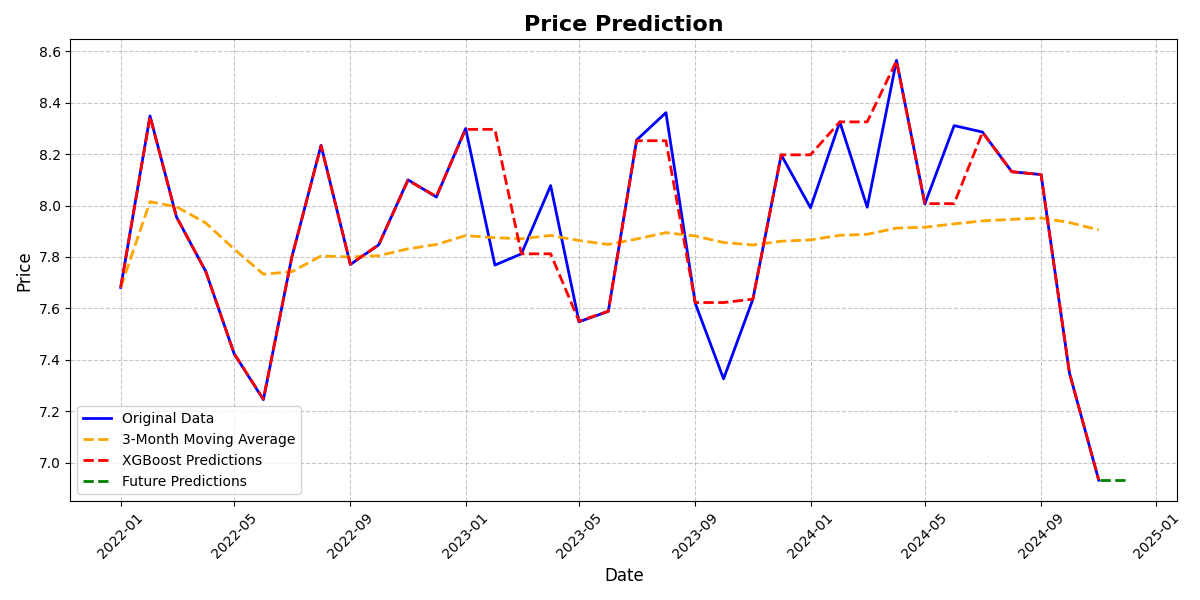 Price Prediction
Price
8.6
8.4
8.2
8.0
7.8
7.6
7.4
7.2
7.0
Original Data
3-Month Moving Average
XGBoost Predictions
Future Predictions
2022-01
2022-05
2022-09
2023-01
2023-05
2023-09
2024-01
2024-05
2024-09
2025-01
Date